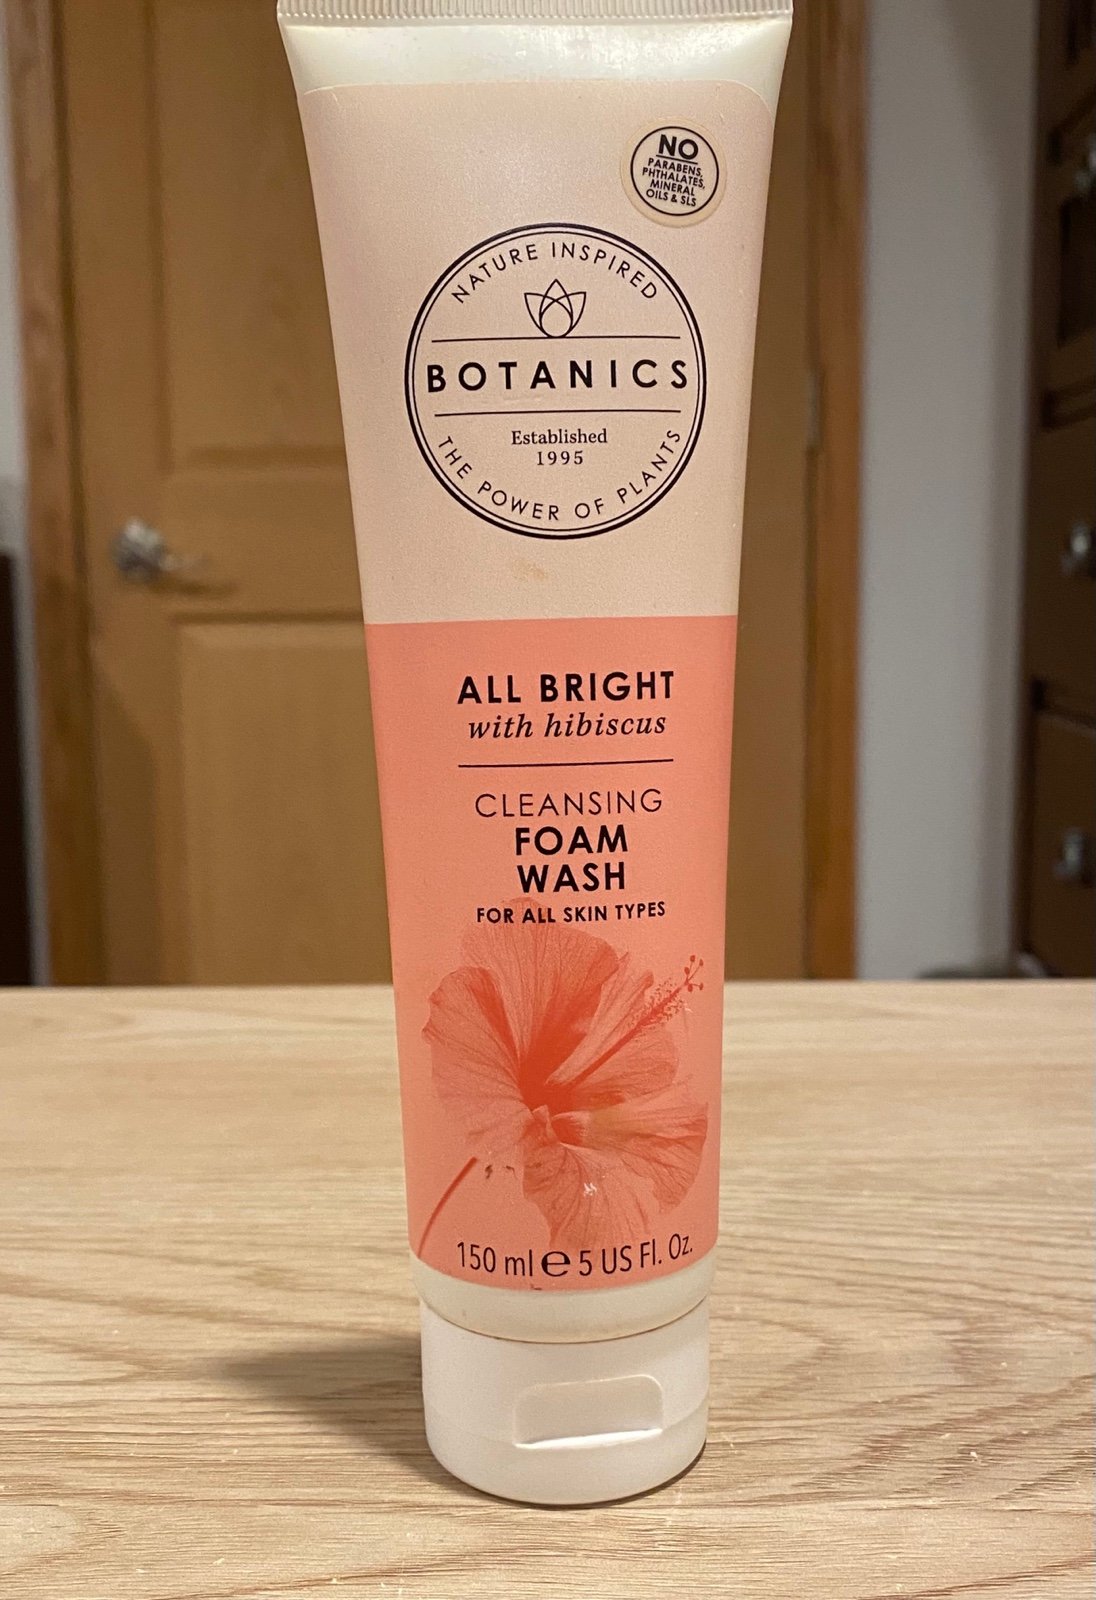 NO
PARABENS,
PHTHALATES,
MINERAL
OILS & SLS
NATURE INSPIRED
BOTANICS
Established
1995
THE POWER OF PLANTS
ALL BRIGHT
with hibiscus
CLEANSING
FOAM
WASH
FOR ALL SKIN TYPES
150 ml e 5 US Fl. Oz.